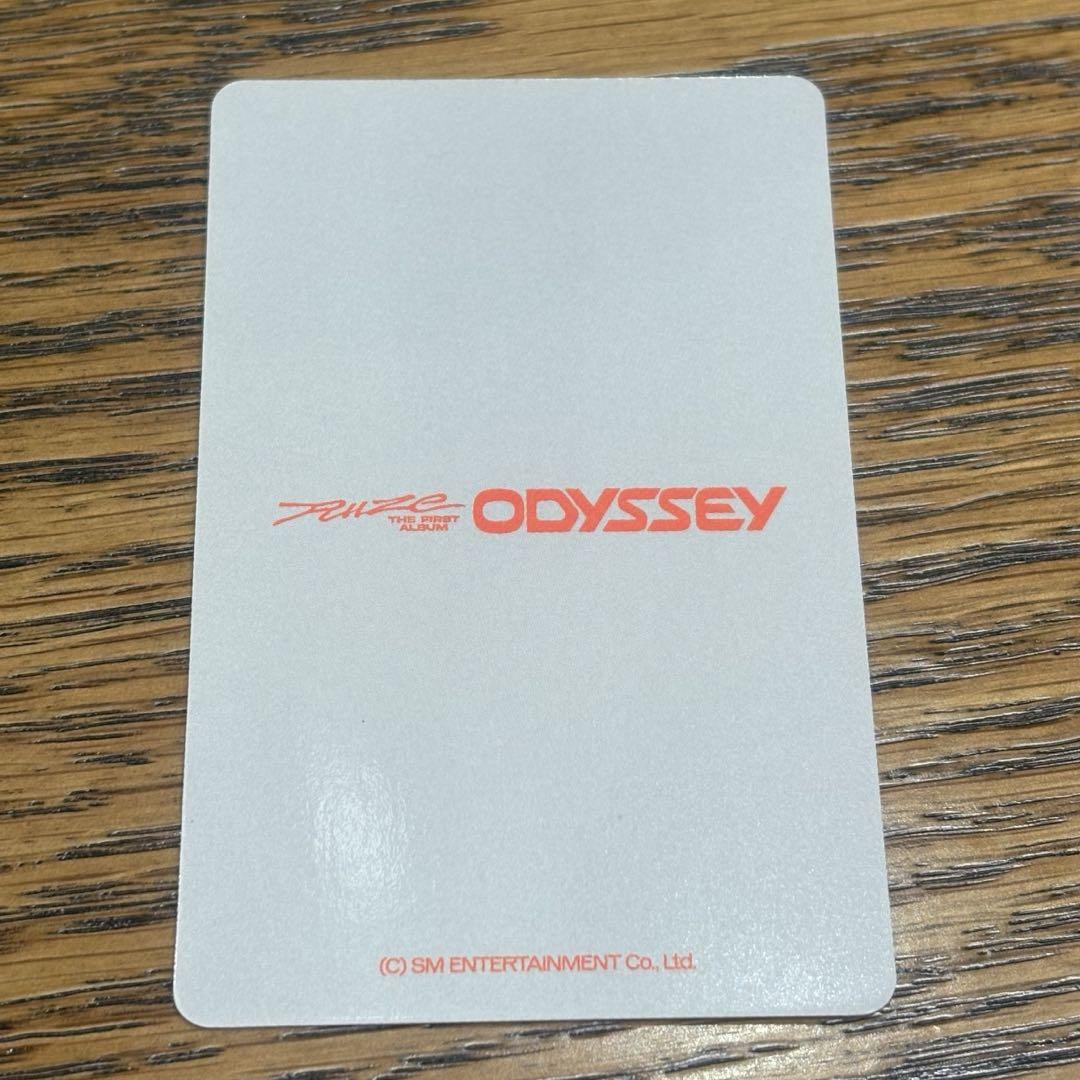 RIIZE
THE FIRST
ALBUM
ODYSSEY
(C) SM ENTERTAINMENT Co., Ltd.